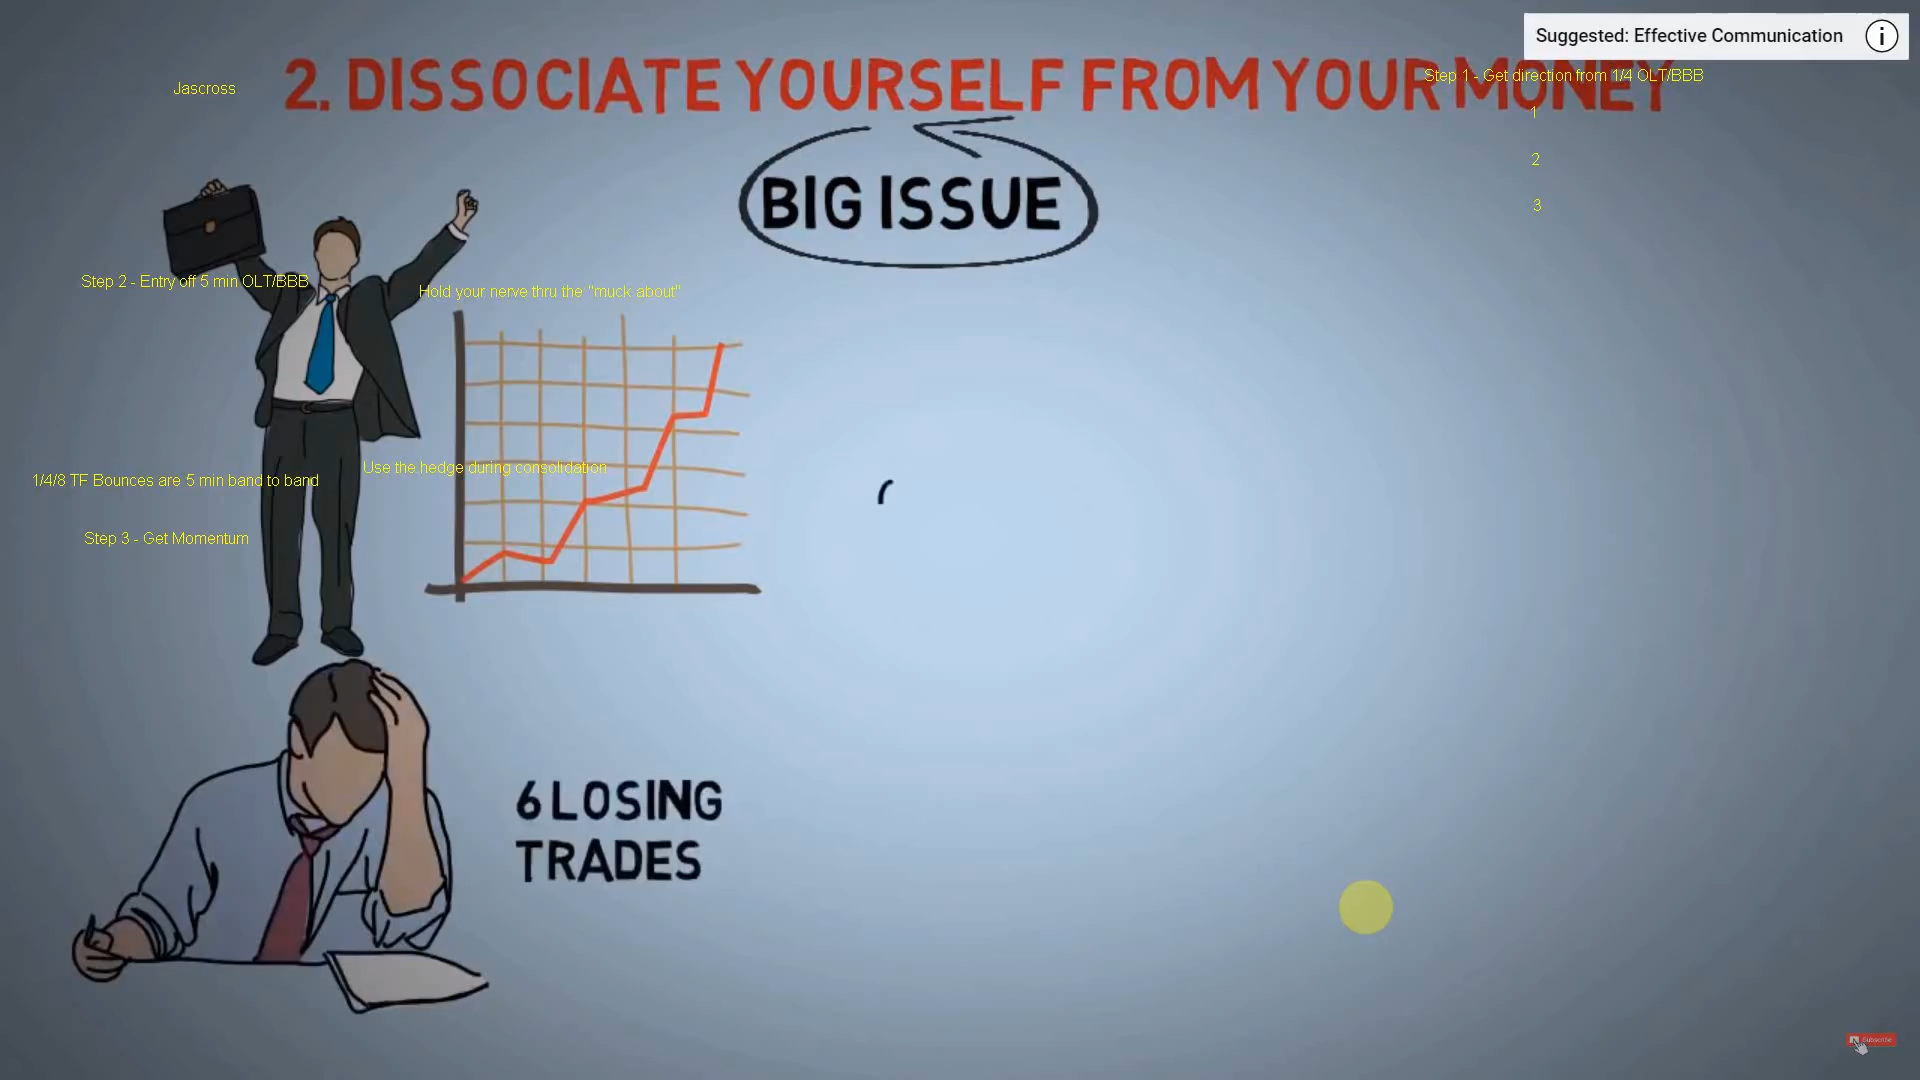 Suggested: Effective Communication
2. DISSOCIATE YOURSELF FROM YOUR MONEY
Jascross
Step 1 - Get direction from 1/4 OLT/BBB
1
2
3
BIG ISSUE
Step 2 - Entry off 5 min OLT/BBB
Hold your nerve thru the "muck about"
Use the hedge during consolidation
1/4/8 TF Bounces are 5 min band to band
Step 3 - Get Momentum
6 LOSING
TRADES
Subscribe